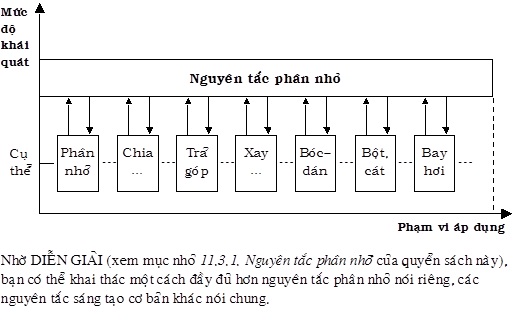 Mức
độ
khái
quát
Nguyên tắc phân nhỏ
Cụ
thể
Phân
nhỏ
Chia
...
Trả
góp
Xay
...
Bóc–
dán
Bột,
cát
Bay
hơi
Phạm vi áp dụng
Nhờ DIỄN GIẢI (xem mục nhỏ 11.3.1. Nguyên tắc phân nhỏ của quyển sách này),
bạn có thể khai thác một cách đầy đủ hơn nguyên tắc phân nhỏ nói riêng, các
nguyên tắc sáng tạo cơ bản khác nói chung.